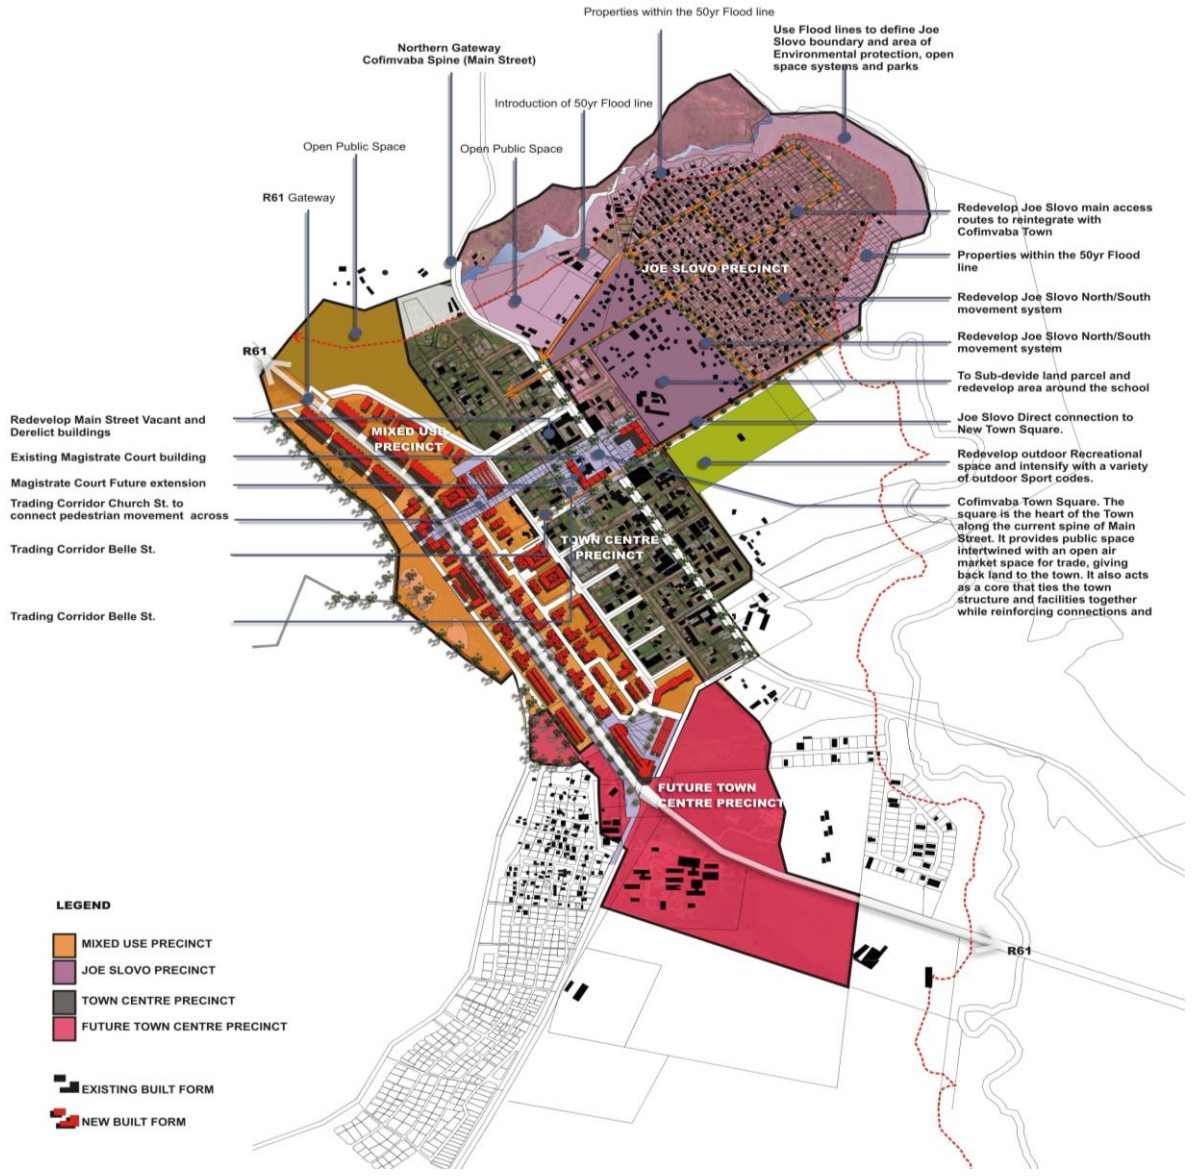 Properties within the 50yr Flood line
Use Flood lines to define Joe
Slovo boundary and area of
Environmental protection, open
space systems and parks
Northern Gateway
Cofimvaba Spine (Main Street)
Introduction of 50yr Flood line
Open Public Space
Open Public Space
R61 Gateway
Redevelop Joe Slovo main access
routes to reintegrate with
Cofimvaba Town
Properties within the 50yr Flood
line
JOE SLOVO PRECINCT
Redevelop Joe Slovo North/South
movement system
Redevelop Joe Slovo North/South
movement system
R61
To Sub-devide land parcel and
redevelop area around the school
Redevelop Main Street Vacant and
Derelict buildings
Joe Slovo Direct connection to
New Town Square.
MIXED USE
PRECINCT
Existing Magistrate Court building
Redevelop outdoor Recreational
space and intensify with a variety
of outdoor Sport codes.
Magistrate Court Future extension
Trading Corridor Church St. to
connect pedestrian movement across
Cofimvaba Town Square. The
square is the heart of the Town
along the current spine of Main
Street. It provides public space
intertwined with an open air
market space for trade, giving
back land to the town. It also acts
as a core that ties the town
structure and facilities together
while reinforcing connections and
Trading Corridor Belle St.
TOWN CENTRE
PRECINCT
Trading Corridor Belle St.
FUTURE TOWN
CENTRE PRECINCT
R61
LEGEND
MIXED USE PRECINCT
JOE SLOVO PRECINCT
TOWN CENTRE PRECINCT
FUTURE TOWN CENTRE PRECINCT
EXISTING BUILT FORM
NEW BUILT FORM